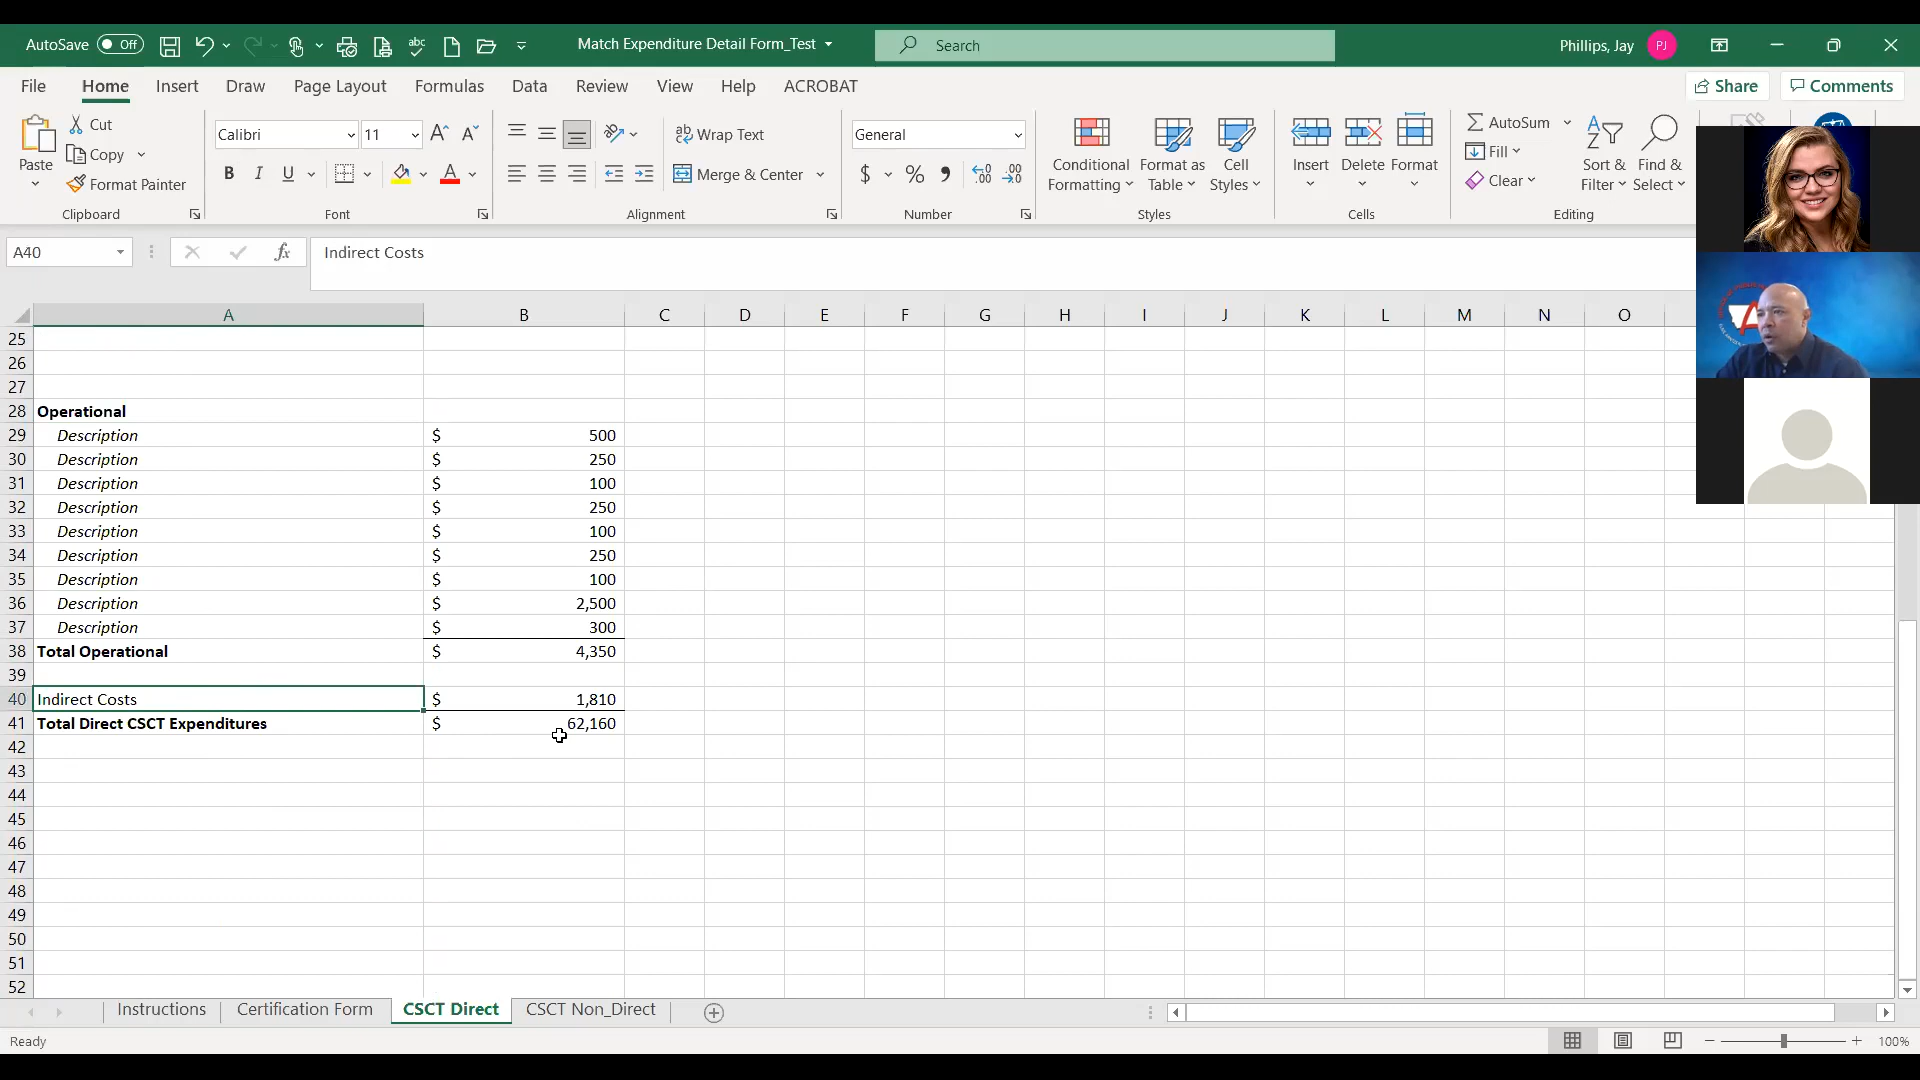 AutoSave Off Match Expenditure Detail Form_Test Search Phillips, Jay PJ
File Home Insert Draw Page Layout Formulas Data Review View Help ACROBAT Share Comments
Paste Cut Copy Format Painter Clipboard
Calibri 11 B I U A Font
ab Wrap Text Merge & Center Alignment
General $ % , Number
Conditional Formatting Format as Table Cell Styles Styles
Insert Delete Format Cells
AutoSum Fill Clear Sort & Filter Find & Select Editing
A40 fx Indirect Costs
A B C D E F G H I J K L M N O
25
26
27
28 Operational
29 Description $ 500
30 Description $ 250
31 Description $ 100
32 Description $ 250
33 Description $ 100
34 Description $ 250
35 Description $ 100
36 Description $ 2,500
37 Description $ 300
38 Total Operational $ 4,350
39
40 Indirect Costs $ 1,810
41 Total Direct CSCT Expenditures $ 62,160
42
43
44
45
46
47
48
49
50
51
52
Instructions Certification Form CSCT Direct CSCT Non_Direct
Ready 100%